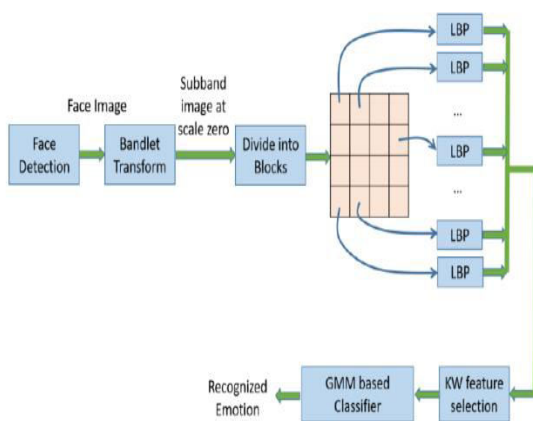 LBP
LBP
...
LBP
...
LBP
LBP
Face Image
Subband
image at
scale zero
Face
Detection
Bandlet
Transform
Divide into
Blocks
KW feature
selection
GMM based
Classifier
Recognized
Emotion